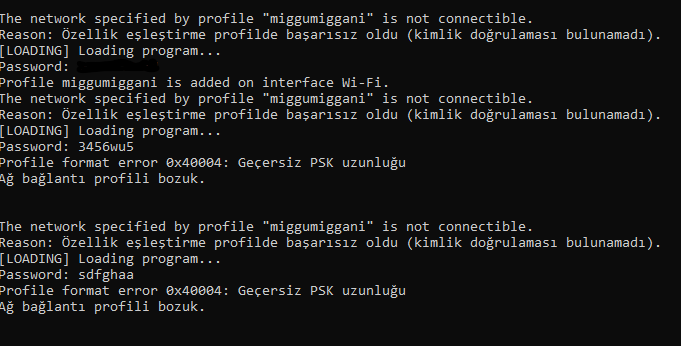 The network specified by profile "miggumiggani" is not connectible.
Reason: Özellik eşleştirme profilde başarısız oldu (kimlik doğrulaması bulunamadı).
[LOADING] Loading program...
Password:
Profile miggumiggani is added on interface Wi-Fi.
The network specified by profile "miggumiggani" is not connectible.
Reason: Özellik eşleştirme profilde başarısız oldu (kimlik doğrulaması bulunamadı).
[LOADING] Loading program...
Password: 3456wu5
Profile format error 0x40004: Geçersiz PSK uzunluğu
Ağ bağlantı profili bozuk.
The network specified by profile "miggumiggani" is not connectible.
Reason: Özellik eşleştirme profilde başarısız oldu (kimlik doğrulaması bulunamadı).
[LOADING] Loading program...
Password: sdfghaa
Profile format error 0x40004: Geçersiz PSK uzunluğu
Ağ bağlantı profili bozuk.